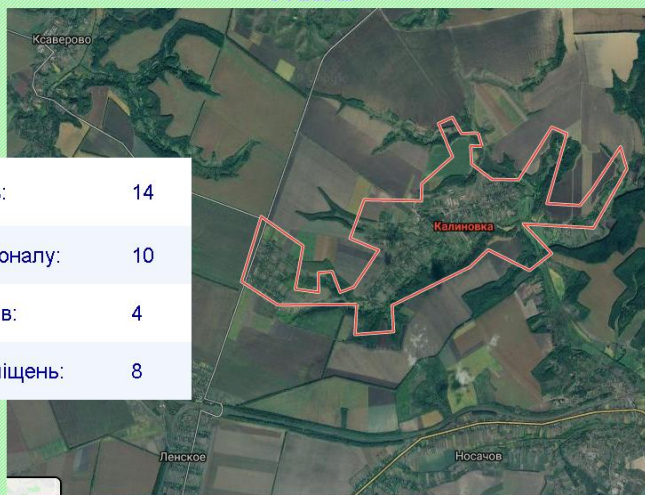 Ксаверово
14
оналу: 10
в: 4
іщень: 8
Калиновка
Ленское
Носачов